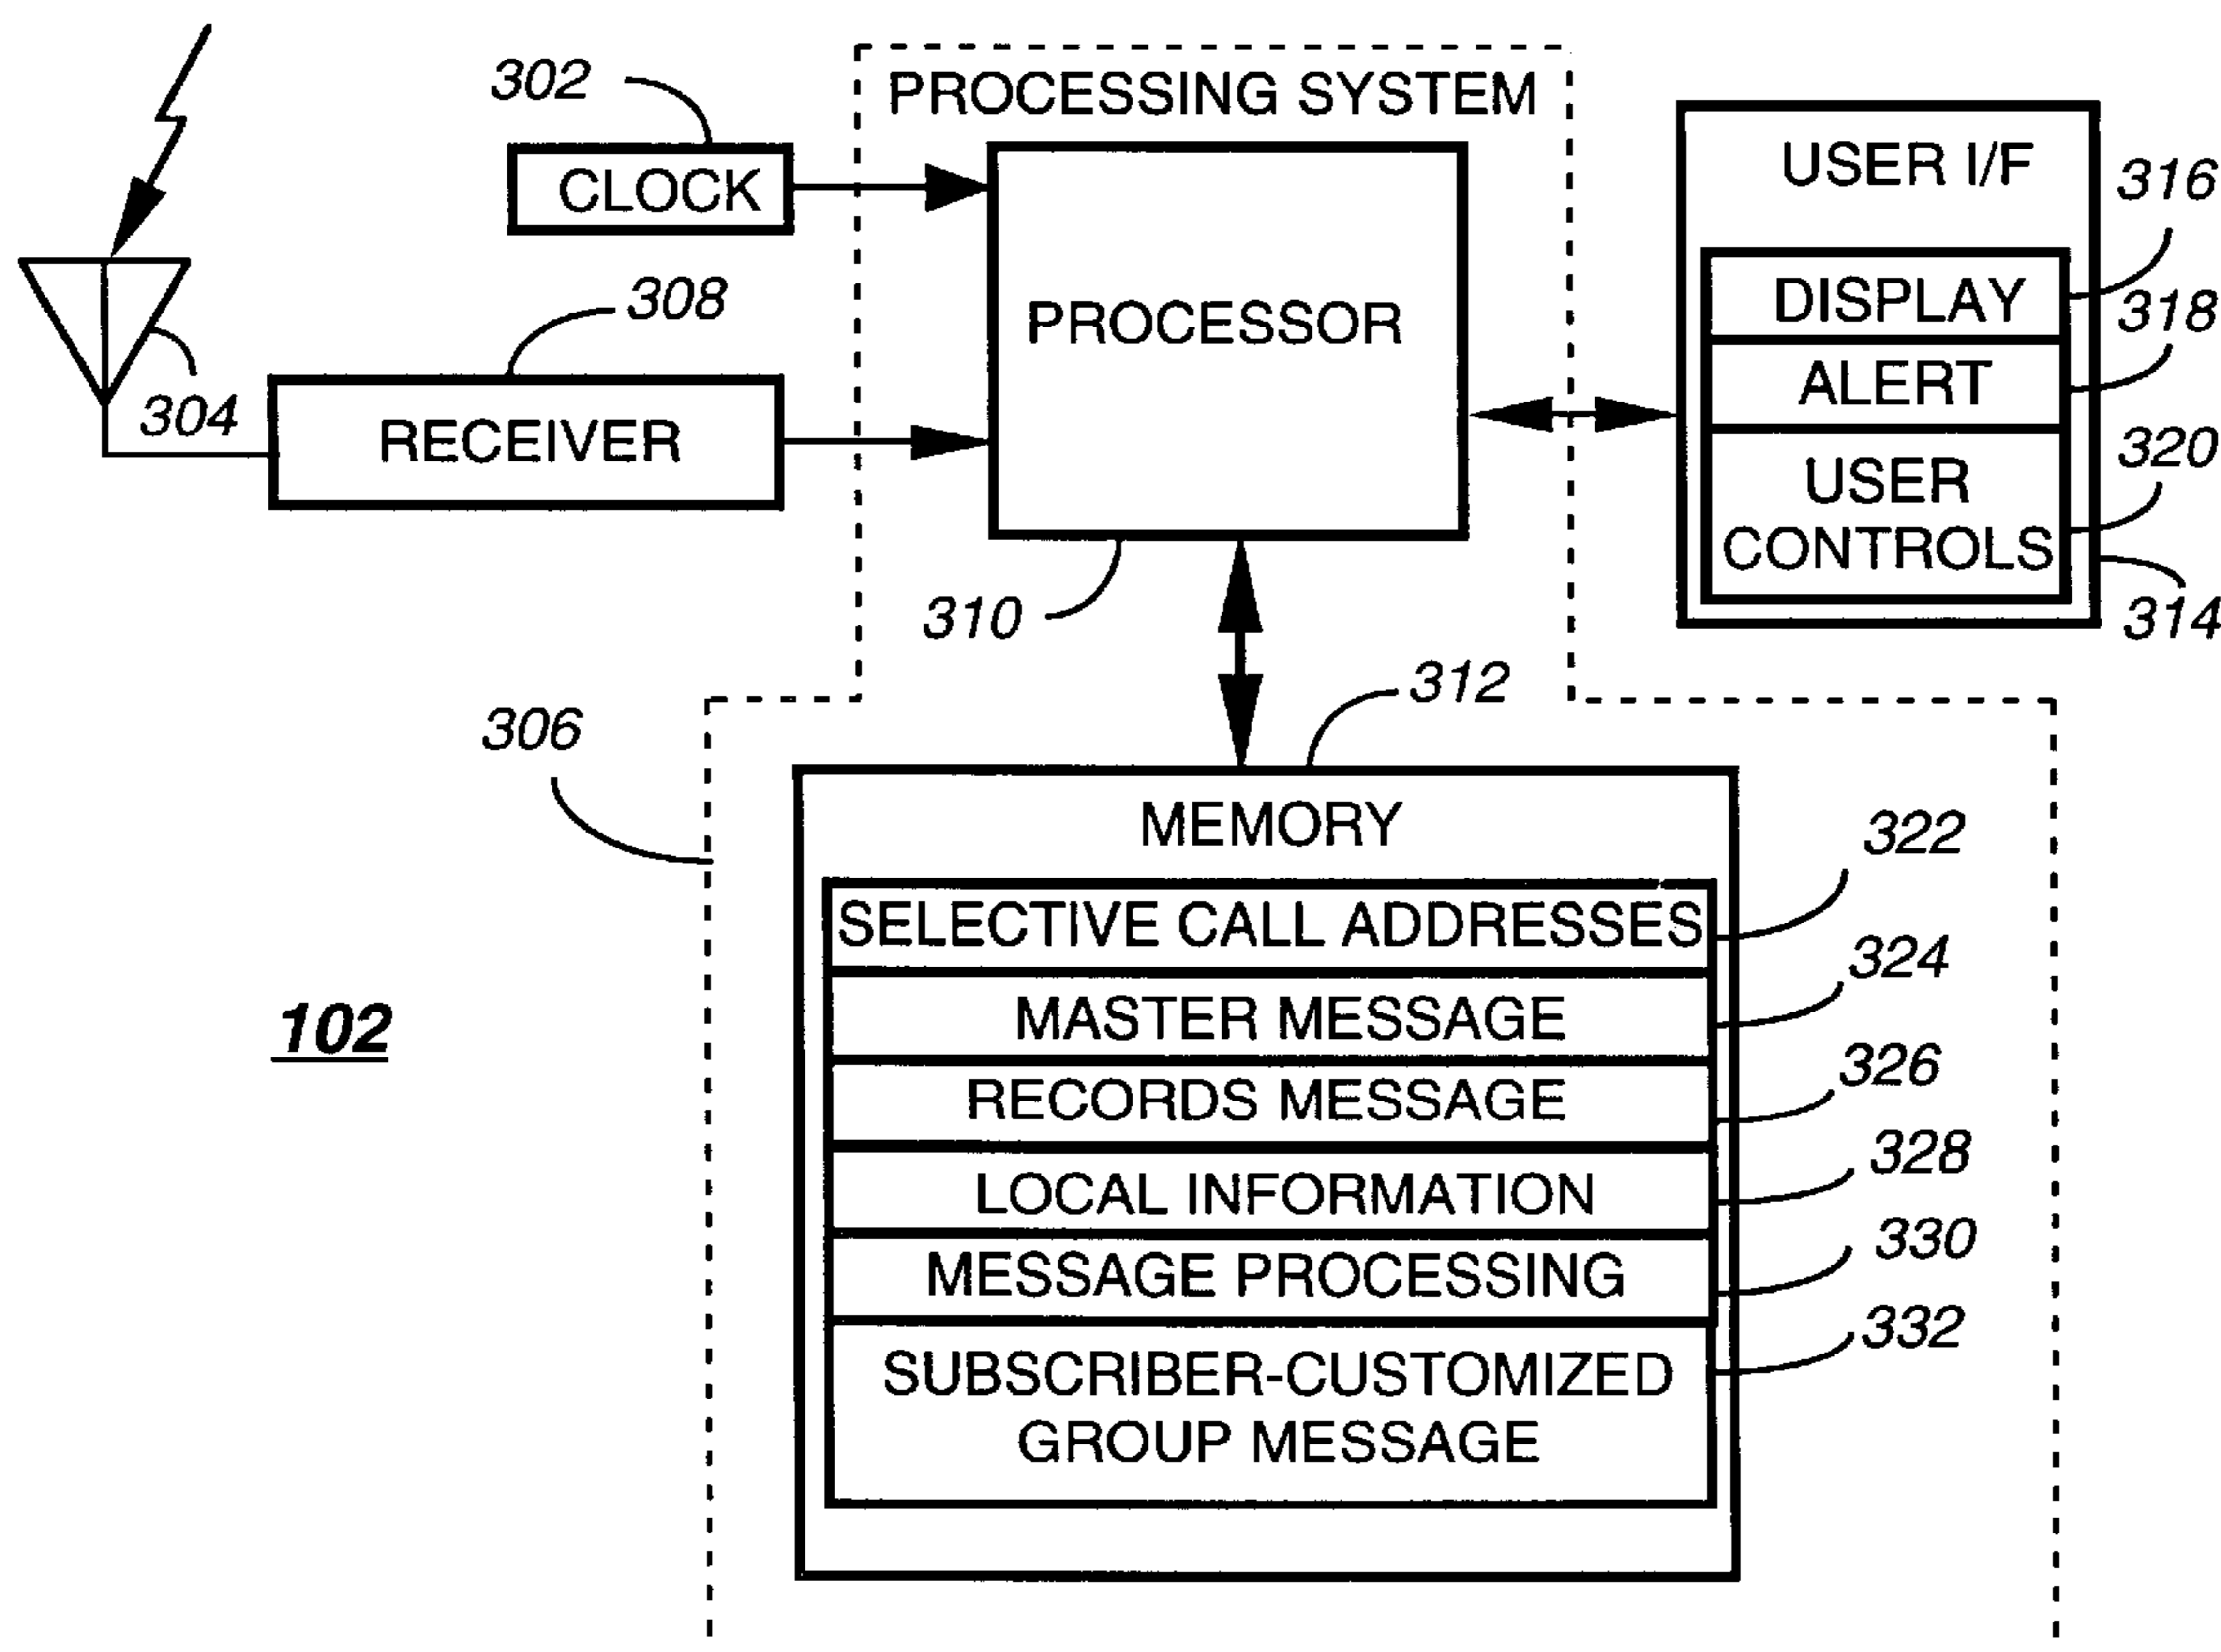 302
PROCESSING SYSTEM
CLOCK
USER I/F
316
308
PROCESSOR
DISPLAY
318
304
RECEIVER
ALERT
320
USER
CONTROLS
310
314
312
306
MEMORY
322
SELECTIVE CALL ADDRESSES
324
MASTER MESSAGE
102
326
RECORDS MESSAGE
328
LOCAL INFORMATION
330
MESSAGE PROCESSING
332
SUBSCRIBER-CUSTOMIZED
GROUP MESSAGE